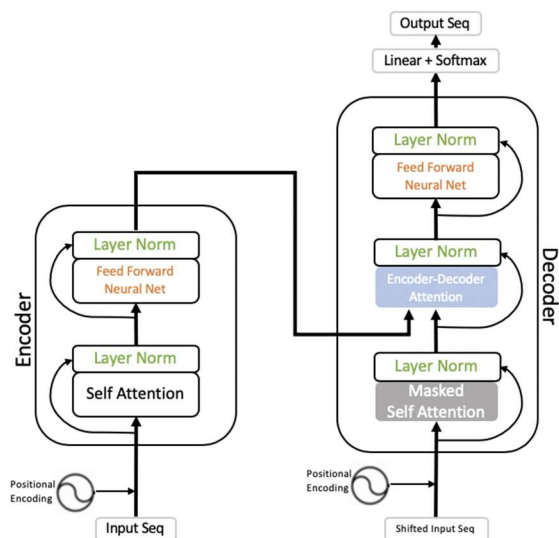 Output Seq
Linear + Softmax
Layer Norm
Feed Forward
Neural Net
Layer Norm
Encoder-Decoder
Attention
Layer Norm
Masked
Self Attention
Decoder
Positional
Encoding
Shifted Input Seq
Encoder
Layer Norm
Feed Forward
Neural Net
Layer Norm
Self Attention
Positional
Encoding
Input Seq